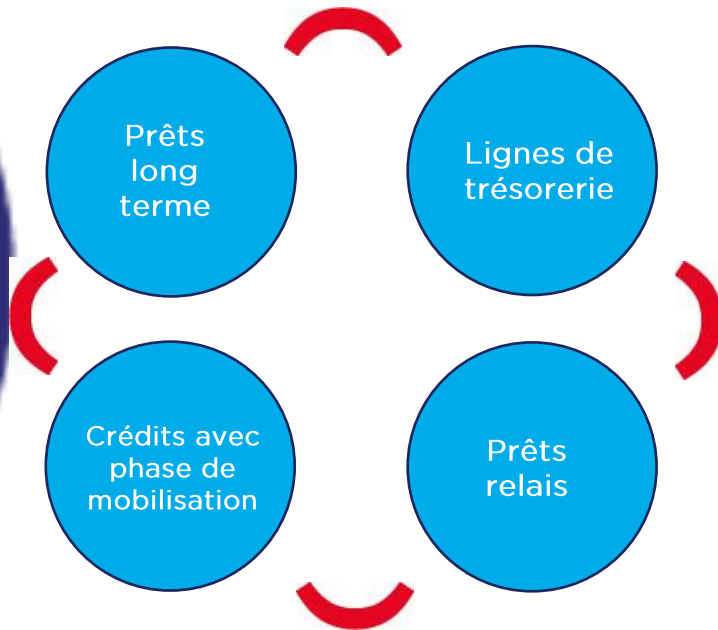 Prêts
long
terme
Lignes de
trésorerie
Crédits avec
phase de
mobilisation
Prêts
relais